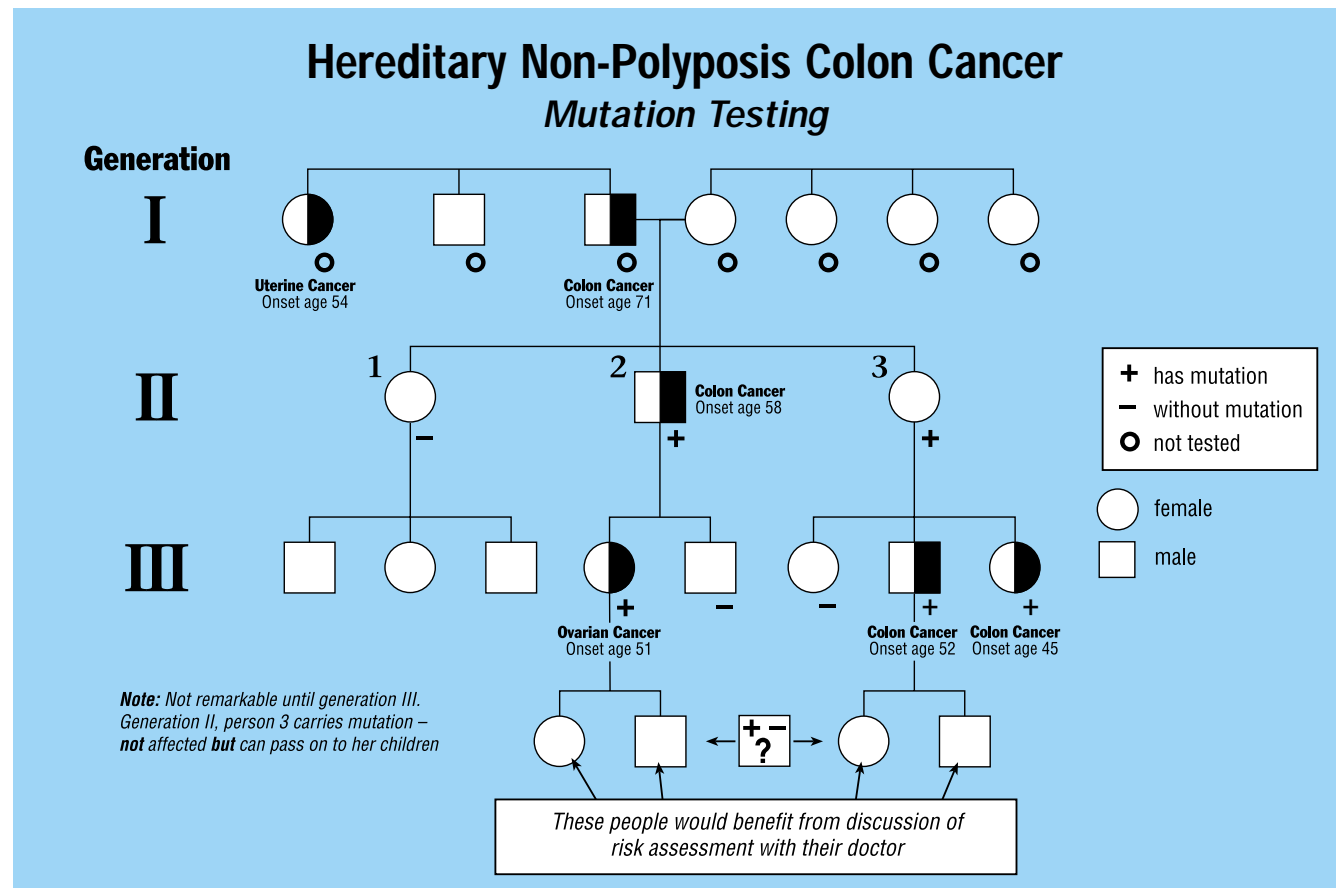 Hereditary Non-Polyposis Colon Cancer
Mutation Testing
Generation
I
Uterine Cancer
Onset age 54
Colon Cancer
Onset age 71
II
1
2
3
Colon Cancer
Onset age 58
−
+
+
+ has mutation
− without mutation
O not tested
female
male
III
+
−
−
+
+
Ovarian Cancer
Onset age 51
Colon Cancer
Onset age 52
Colon Cancer
Onset age 45
Note: Not remarkable until generation III.
Generation II, person 3 carries mutation –
not affected but can pass on to her children
+ −
?
These people would benefit from discussion of
risk assessment with their doctor